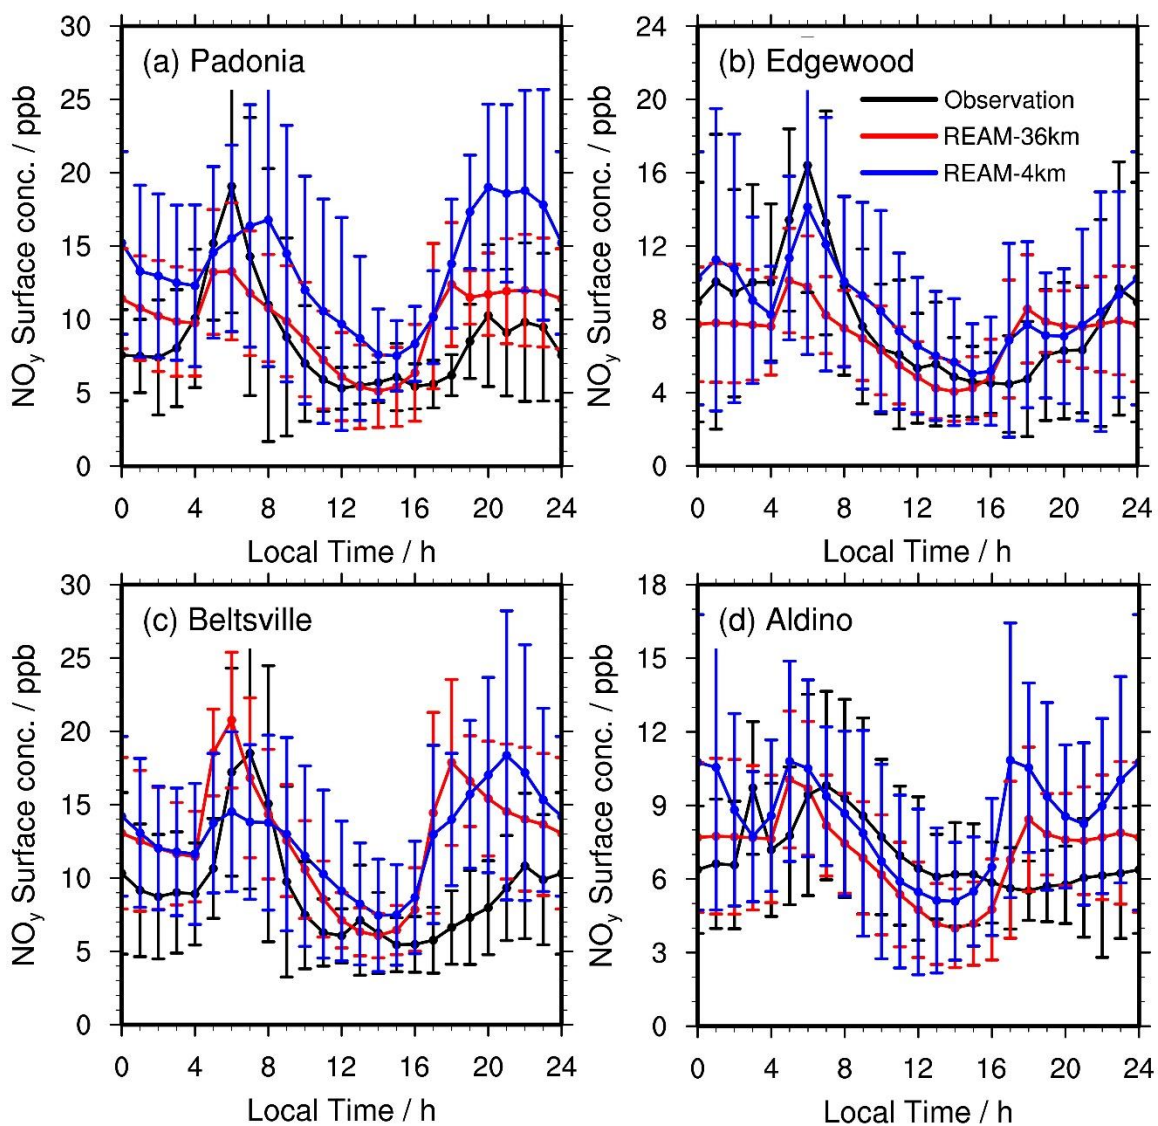 (a) Padonia
NOy Surface conc. / ppb
30
25
20
15
10
5
0
0 4 8 12 16 20 24
Local Time / h
(b) Edgewood
Observation
REAM-36km
REAM-4km
NOy Surface conc. / ppb
24
20
16
12
8
4
0
0 4 8 12 16 20 24
Local Time / h
(c) Beltsville
NOy Surface conc. / ppb
30
25
20
15
10
5
0
0 4 8 12 16 20 24
Local Time / h
(d) Aldino
NOy Surface conc. / ppb
18
15
12
9
6
3
0
0 4 8 12 16 20 24
Local Time / h